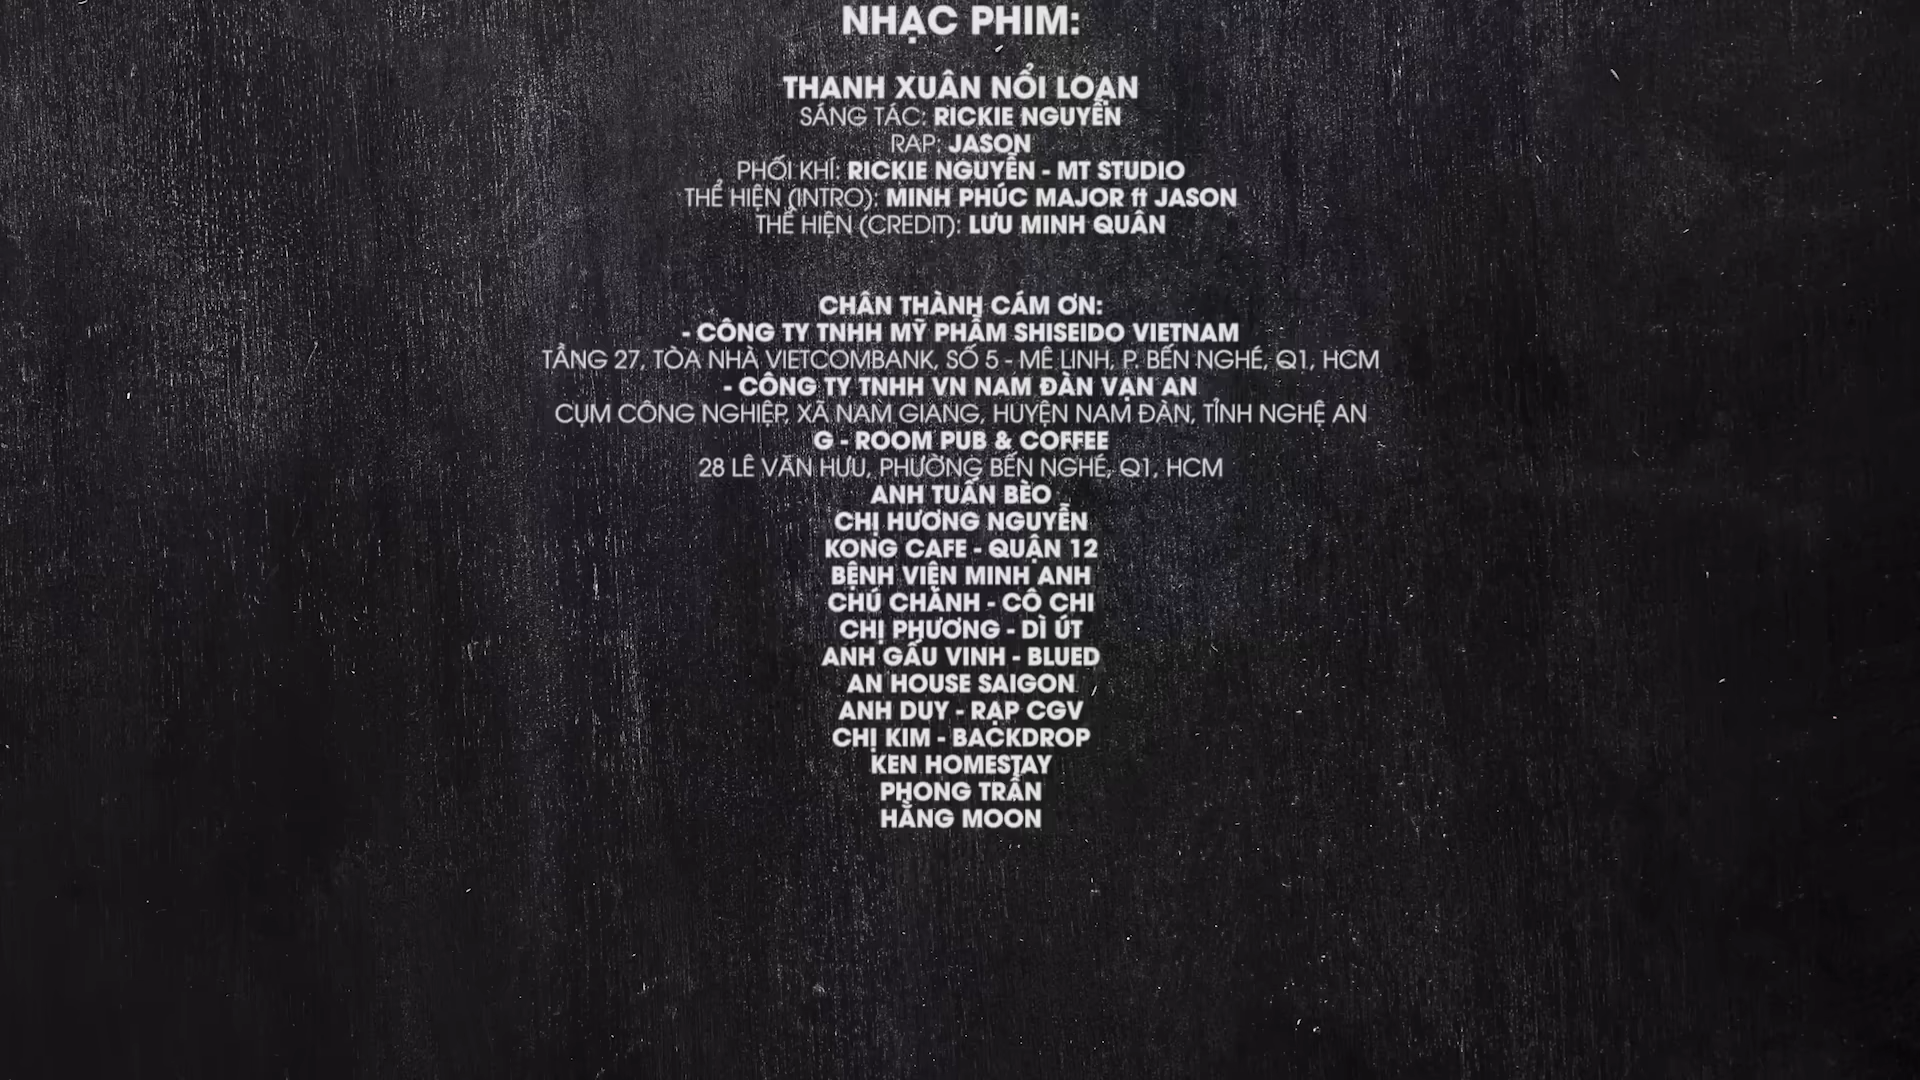 NHẠC PHIM:
THANH XUÂN NỔI LOẠN
SÁNG TÁC: RICKIE NGUYỄN
RAP: JASON
PHỐI KHÍ: RICKIE NGUYỄN - MT STUDIO
THỂ HIỆN (INTRO): MINH PHÚC MAJOR ft JASON
THỂ HIỆN (CREDIT): LƯU MINH QUÂN
CHÂN THÀNH CÁM ƠN:
- CÔNG TY TNHH MỸ PHẨM SHISEIDO VIETNAM
TẦNG 27, TÒA NHÀ VIETCOMBANK, SỐ 5 - MÊ LINH, P. BẾN NGHÉ, Q1, HCM
- CÔNG TY TNHH VN NAM ĐÀN VẠN AN
CỤM CÔNG NGHIỆP, XÃ NAM GIANG, HUYỆN NAM ĐÀN, TỈNH NGHỆ AN
G - ROOM PUB & COFFEE
28 LÊ VĂN HƯU, PHƯỜNG BẾN NGHÉ, Q1, HCM
ANH TUẤN BÈO
CHỊ HƯƠNG NGUYỄN
KONG CAFE - QUẬN 12
BỆNH VIỆN MINH ANH
CHÚ CHÁNH - CÔ CHI
CHỊ PHƯƠNG - DÌ ÚT
ANH GẤU VINH - BLUED
AN HOUSE SAIGON
ANH DUY - RẠP CGV
CHỊ KIM - BACKDROP
KEN HOMESTAY
PHONG TRẦN
HẰNG MOON